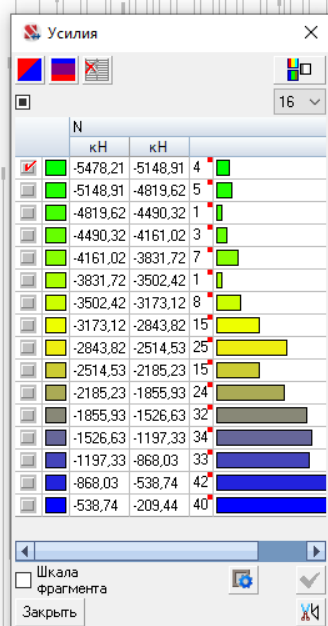 Усилия
16
N
кН кН
-5478,21 -5148,91 4
-5148,91 -4819,62 5
-4819,62 -4490,32 1
-4490,32 -4161,02 3
-4161,02 -3831,72 7
-3831,72 -3502,42 1
-3502,42 -3173,12 8
-3173,12 -2843,82 15
-2843,82 -2514,53 25
-2514,53 -2185,23 15
-2185,23 -1855,93 24
-1855,93 -1526,63 32
-1526,63 -1197,33 34
-1197,33 -868,03 33
-868,03 -538,74 42
-538,74 -209,44 40
Шкала
фрагмента
Закрыть